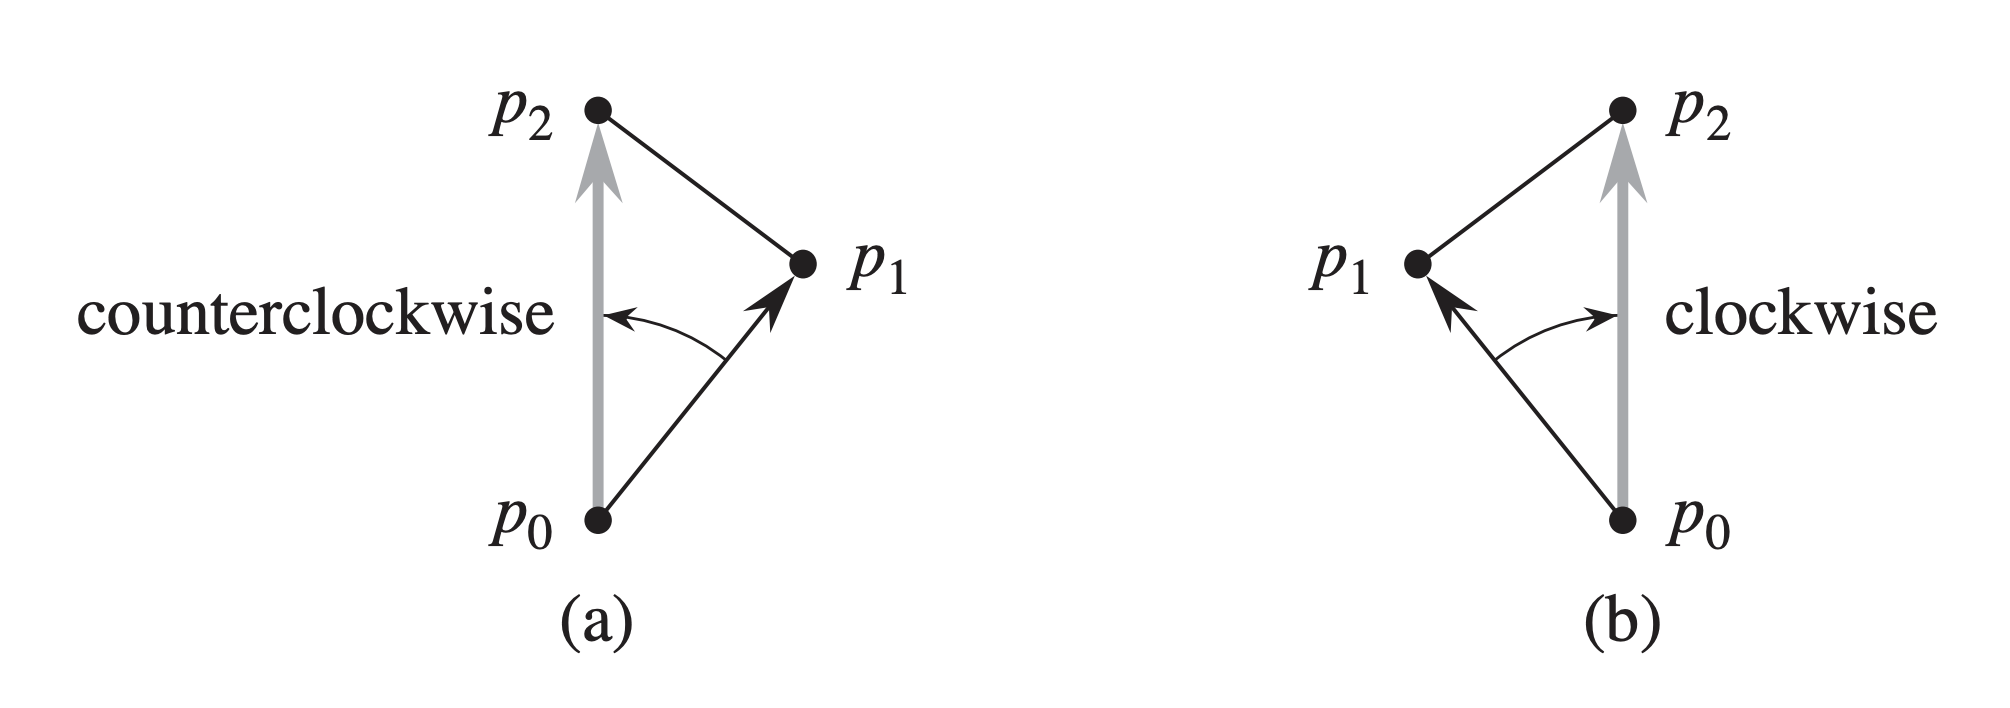 p₂ p₂
p₁ p₁
counterclockwise clockwise
p₀ p₀
(a) (b)